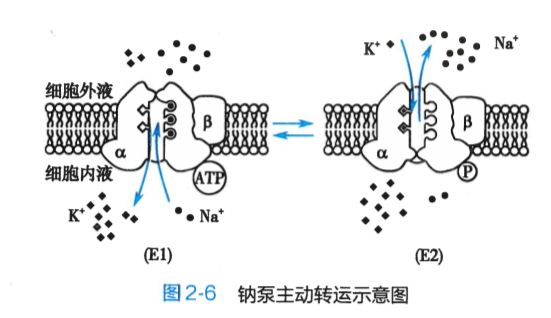 K⁺
Na⁺
细胞外液
β
β
α
α
细胞内液
ATP
P
K⁺
Na⁺
(E1)
(E2)
图2-6 钠泵主动转运示意图